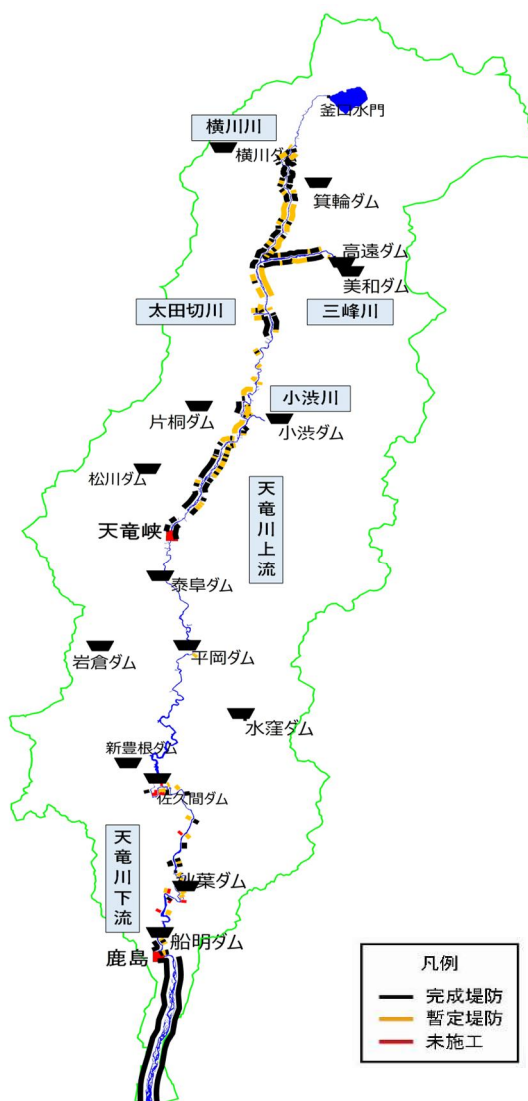 釜口水門
横川川
横川ダム
箕輪ダム
高遠ダム
美和ダム
太田切川
三峰川
小渋川
片桐ダム
小渋ダム
松川ダム
天竜川上流
天竜峡
泰阜ダム
岩倉ダム
平岡ダム
水窪ダム
新豊根ダム
佐久間ダム
天竜川下流
秋葉ダム
船明ダム
鹿島
凡例
完成堤防
暫定堤防
未施工